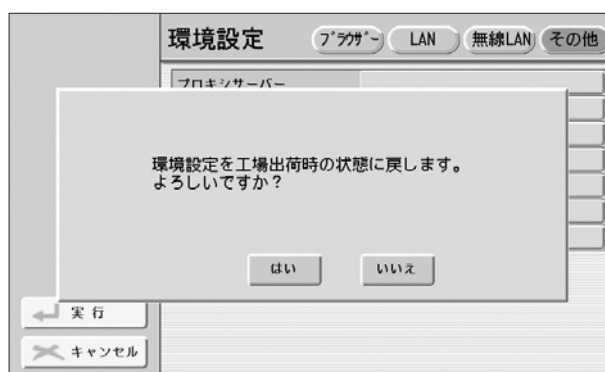 環境設定
ﾌﾞﾗｳｻﾞｰ LAN 無線LAN その他
プロキシサーバー
環境設定を工場出荷時の状態に戻します。
よろしいですか？
はい いいえ
実行
キャンセル